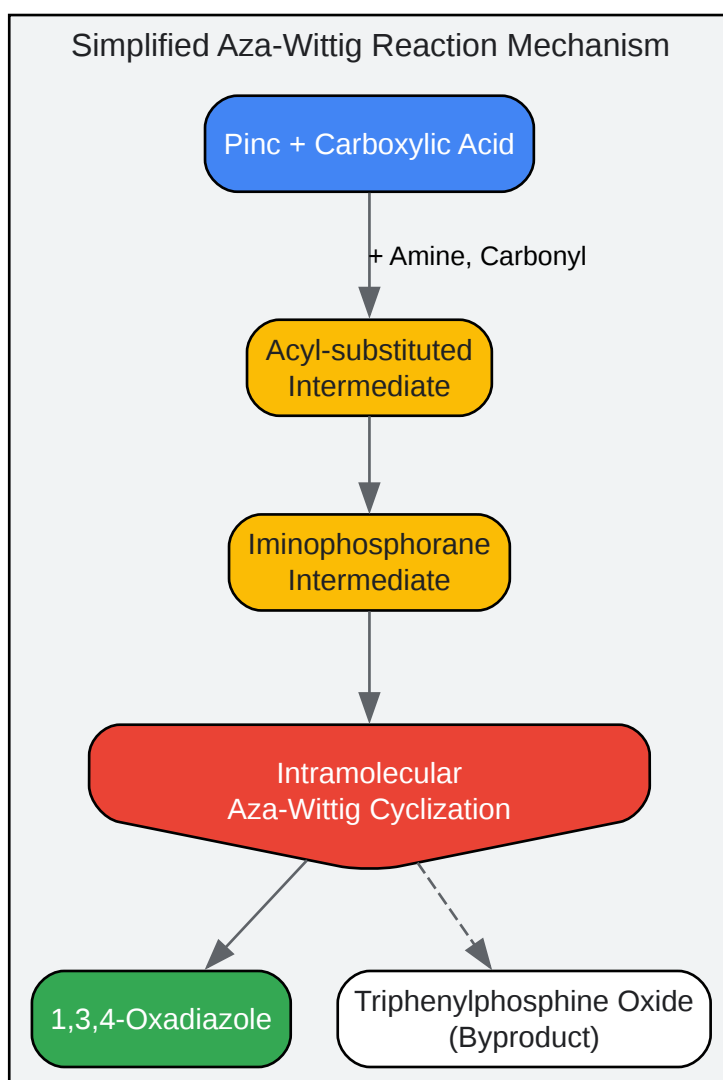 Simplified Aza-Wittig Reaction Mechanism
Pinc + Carboxylic Acid
+ Amine, Carbonyl
Acyl-substituted
Intermediate
Iminophosphorane
Intermediate
Intramolecular
Aza-Wittig Cyclization
1,3,4-Oxadiazole
Triphenylphosphine Oxide
(Byproduct)